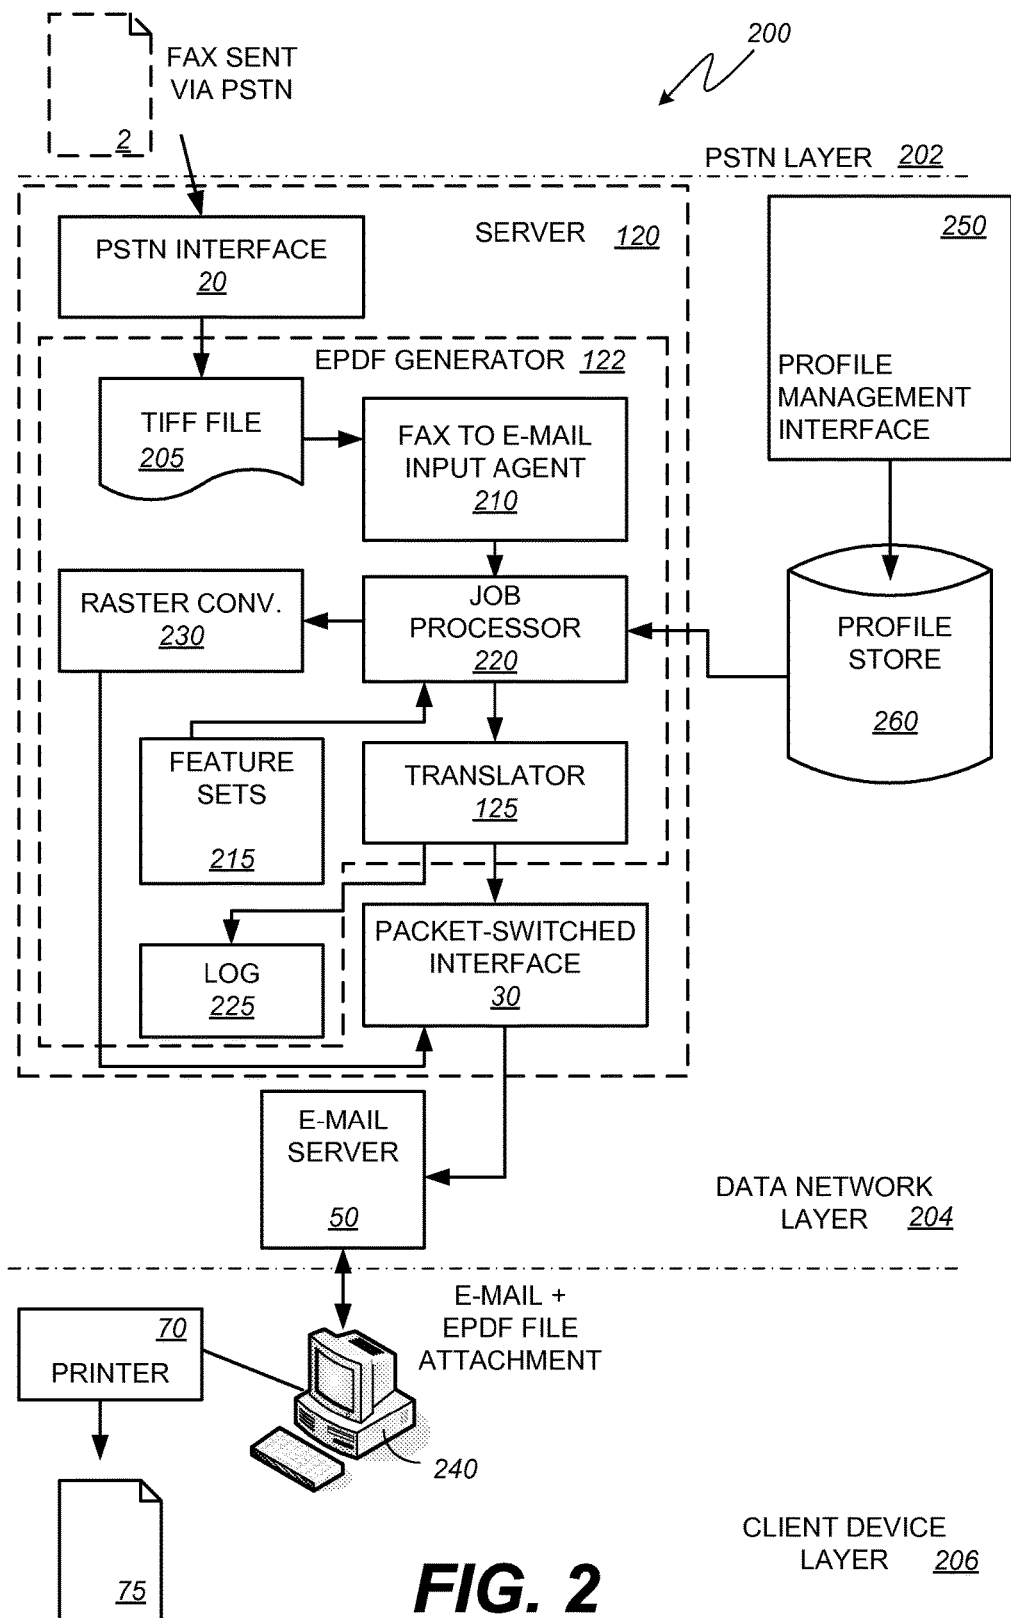 FAX SENT
VIA PSTN
2
200
PSTN LAYER 202
SERVER 120
PSTN INTERFACE
20
250
PROFILE
MANAGEMENT
INTERFACE
EPDF GENERATOR 122
TIFF FILE
205
FAX TO E-MAIL
INPUT AGENT
210
RASTER CONV.
230
JOB
PROCESSOR
220
PROFILE
STORE
260
FEATURE
SETS
215
TRANSLATOR
125
PACKET-SWITCHED
INTERFACE
30
LOG
225
E-MAIL
SERVER
50
DATA NETWORK
LAYER 204
E-MAIL +
EPDF FILE
ATTACHMENT
70
PRINTER
240
75
CLIENT DEVICE
LAYER 206
FIG. 2